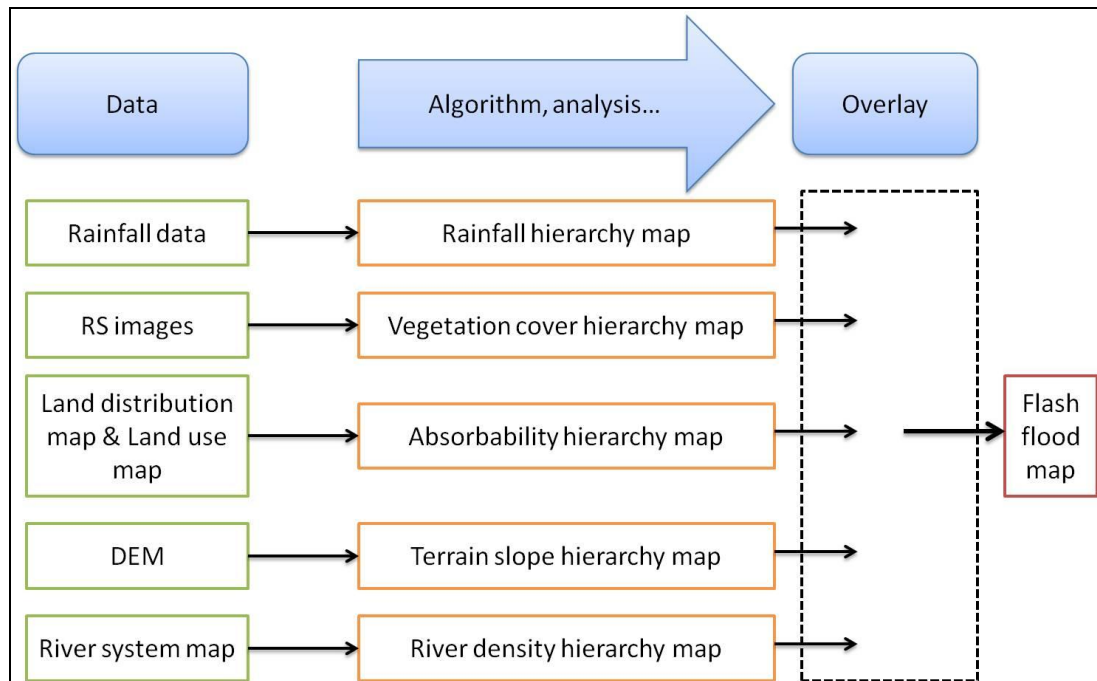 Data
Algorithm, analysis...
Overlay
Rainfall data
Rainfall hierarchy map
RS images
Vegetation cover hierarchy map
Land distribution
map & Land use
map
Absorbability hierarchy map
Flash
flood
map
DEM
Terrain slope hierarchy map
River system map
River density hierarchy map